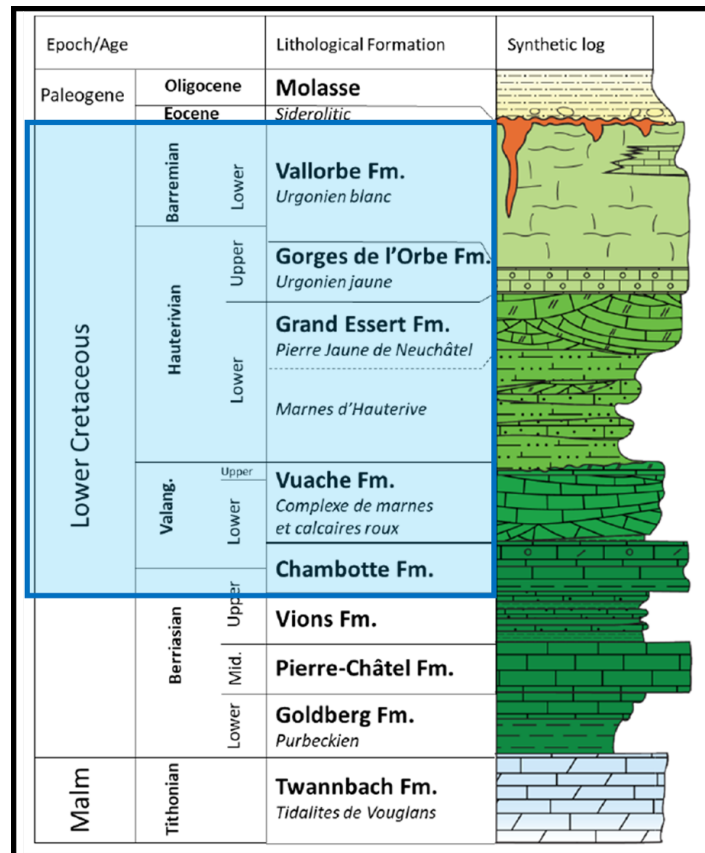 Epoch/Age
Lithological Formation
Synthetic log
Paleogene
Oligocene
Molasse
Eocene
Siderolitic
Lower Cretaceous
Barremian
Lower
Vallorbe Fm.
Urgonien blanc
Hauterivian
Upper
Gorges de l'Orbe Fm.
Urgonien jaune
Lower
Grand Essert Fm.
Pierre Jaune de Neuchâtel
Marnes d'Hauterive
Valang.
Upper
Lower
Vuache Fm.
Complexe de marnes
et calcaires roux
Chambotte Fm.
Berriasian
Upper
Vions Fm.
Mid.
Pierre-Châtel Fm.
Lower
Goldberg Fm.
Purbeckien
Malm
Tithonian
Twannbach Fm.
Tidalites de Vouglans